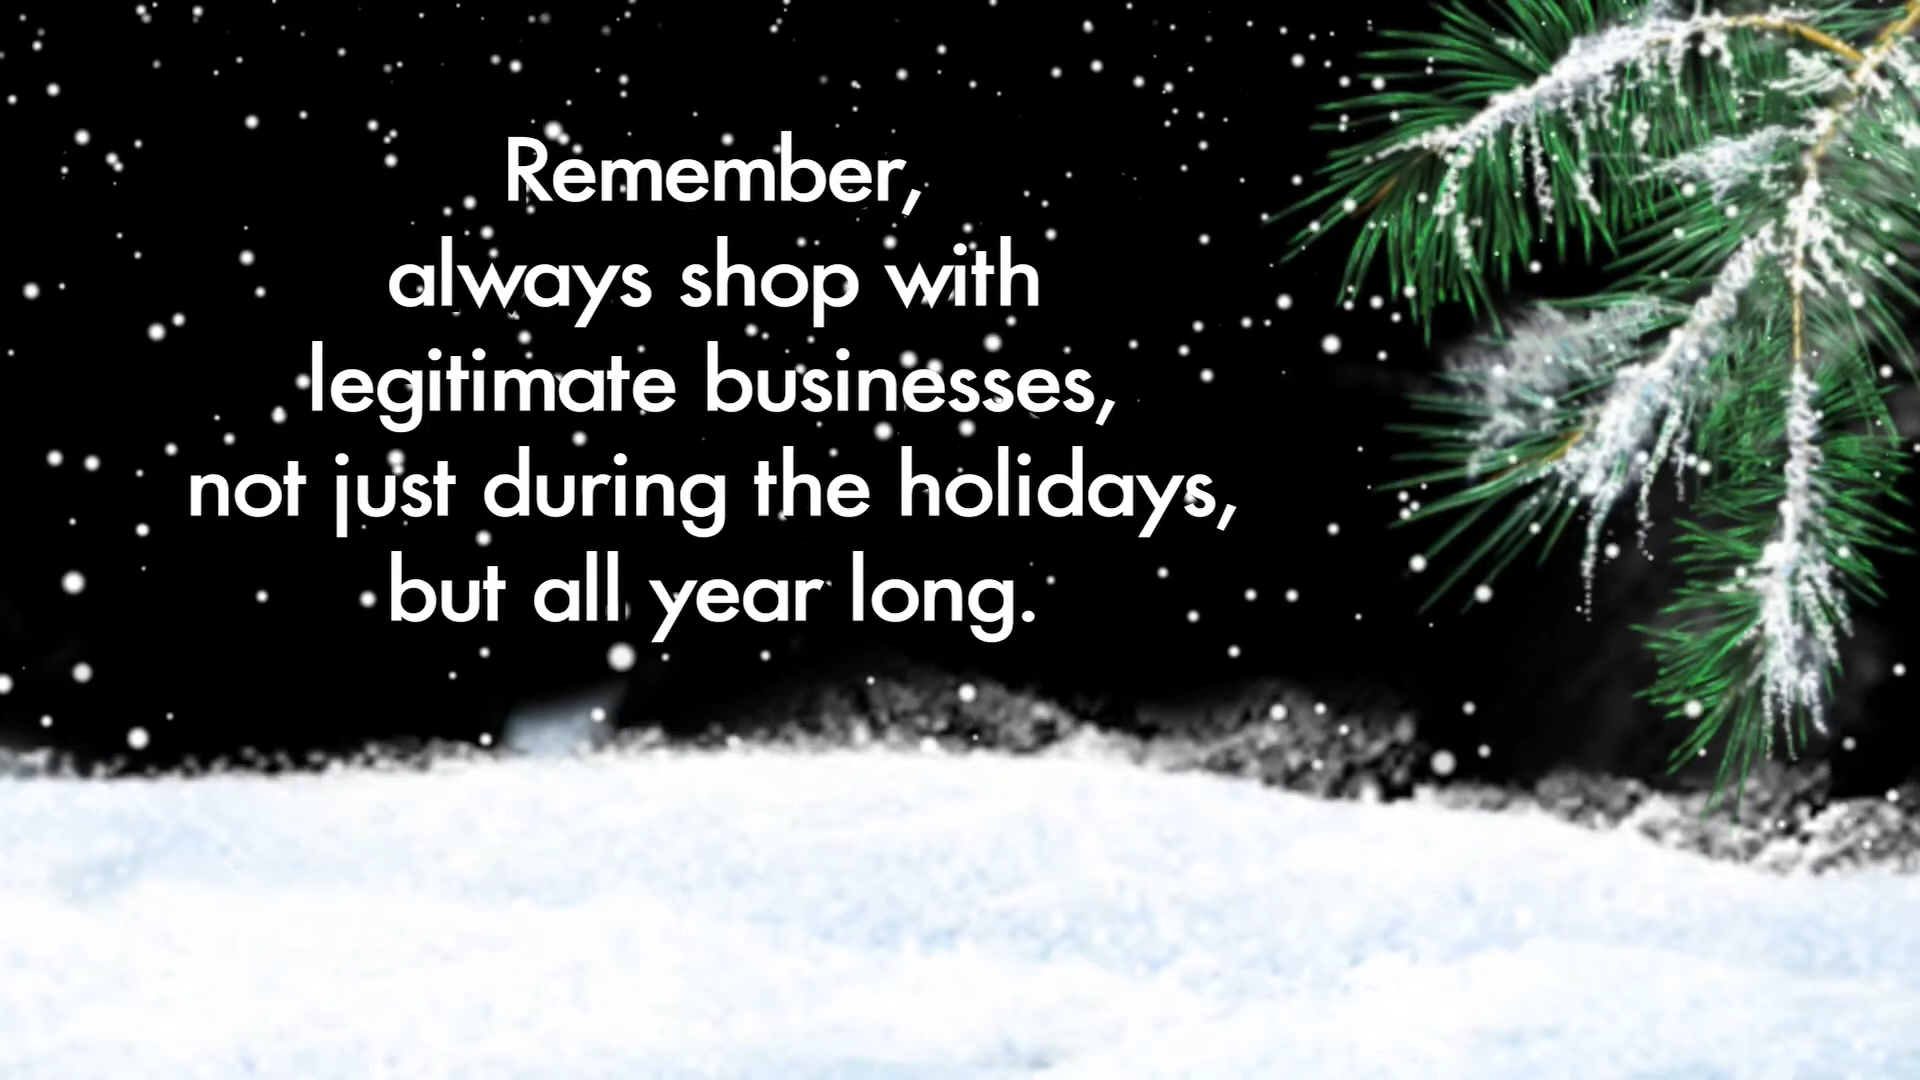 Remember,
always shop with
legitimate businesses,
not just during the holidays,
but all year long.